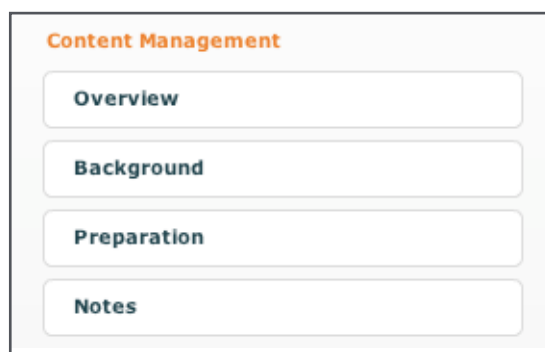 Content Management
Overview
Background
Preparation
Notes